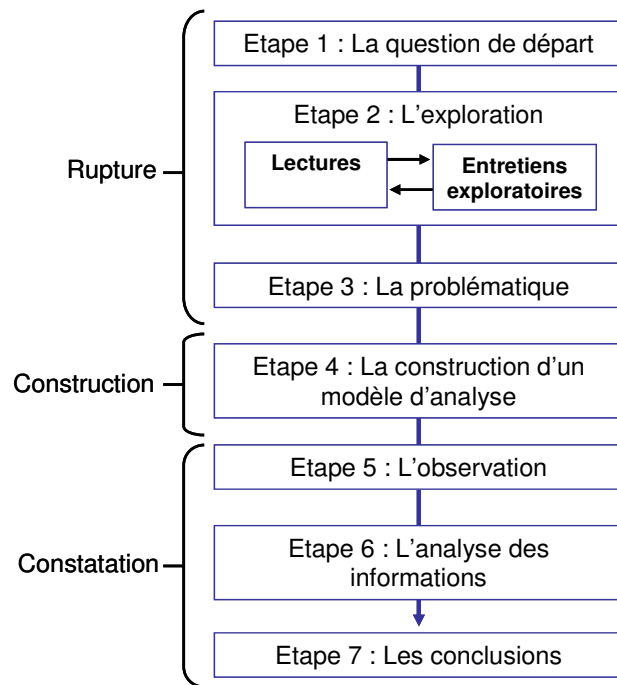 Etape 1 : La question de départ
Etape 2 : L'exploration
Rupture
Lectures
Entretiens
exploratoires
Etape 3 : La problématique
Construction
Etape 4 : La construction d'un
modèle d'analyse
Etape 5 : L'observation
Constatation
Etape 6 : L'analyse des
informations
Etape 7 : Les conclusions